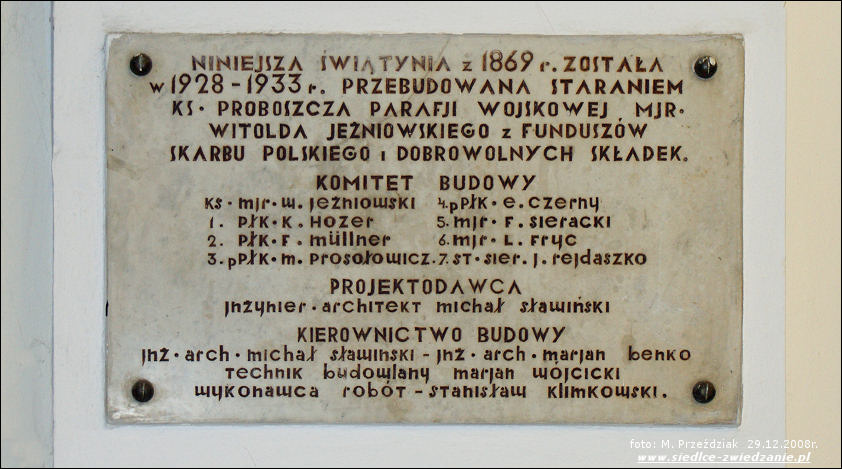 NINIEJSZA ŚWIĄTYNIA z 1869 r. ZOSTAŁA
w 1928 - 1933 r. PRZEBUDOWANA STARANIEM
KS. PROBOSZCZA PARAFJI WOJSKOWEJ MJR.
WITOLDA JEŻNIOWSKIEGO z FUNDUSZÓW
SKARBU POLSKIEGO i DOBROWOLNYCH SKŁADEK.
KOMITET BUDOWY
KS. mjr. w. jeżniowski 4. pPŁK. e. czerny
1. PŁK. K. HOZer 5. mjr. F. sieracki
2. PŁK. F. müllner 6. mjr. L. Fryc
3. pPŁK. m. Prosołowicz. 7. ST. sier. j. rejdaszko
PROJEKTODAWCA
jnżynier. architekt michał sławiński
KIEROWNICTWO BUDOWY
jnż. arch. michał sławiński - jnż. arch. marjan benko
technik budowlany marjan wójcicki
wykonawca robót - stanisław klimkowski.
foto: M. Przeździak 29.12.2008r.
www.siedlce-zwiedzanie.pl